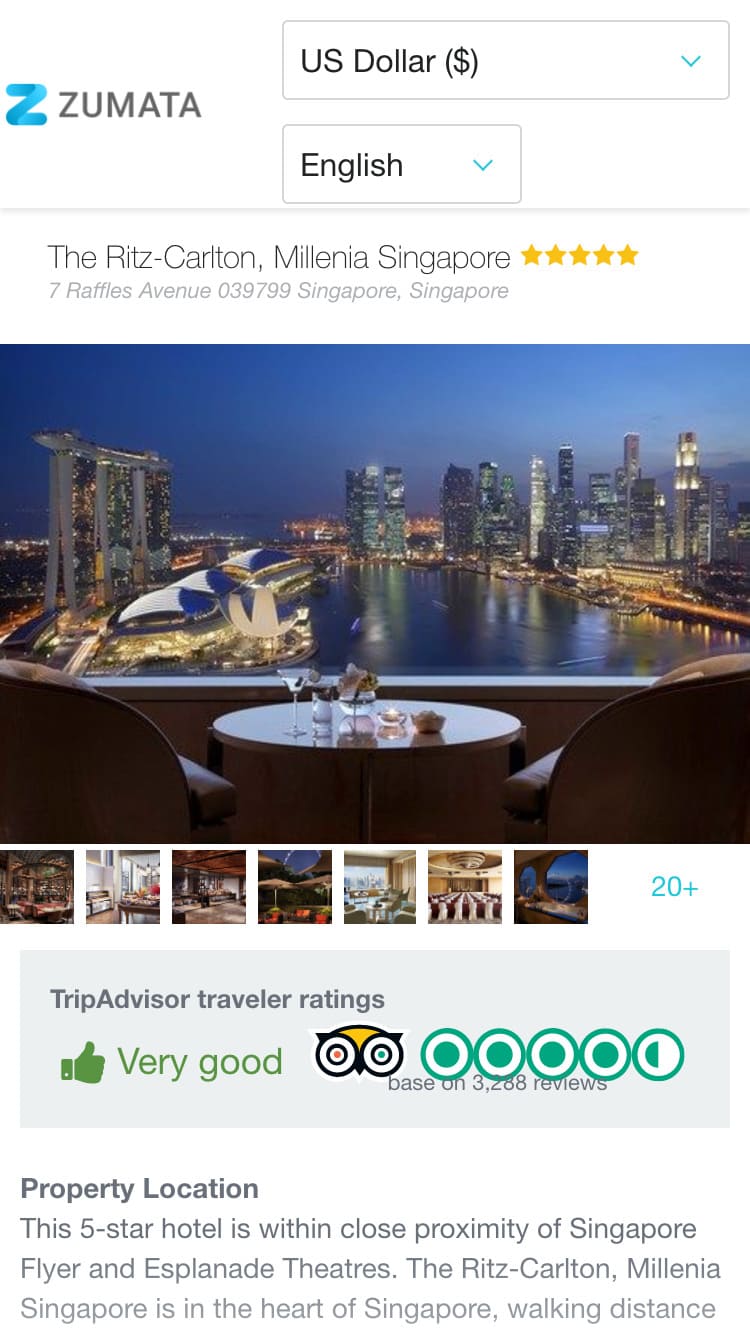 ZUMATA
US Dollar ($)
English
The Ritz-Carlton, Millenia Singapore
7 Raffles Avenue 039799 Singapore, Singapore
20+
TripAdvisor traveler ratings
Very good
base on 3,288 reviews
Property Location
This 5-star hotel is within close proximity of Singapore
Flyer and Esplanade Theatres. The Ritz-Carlton, Millenia
Singapore is in the heart of Singapore, walking distance